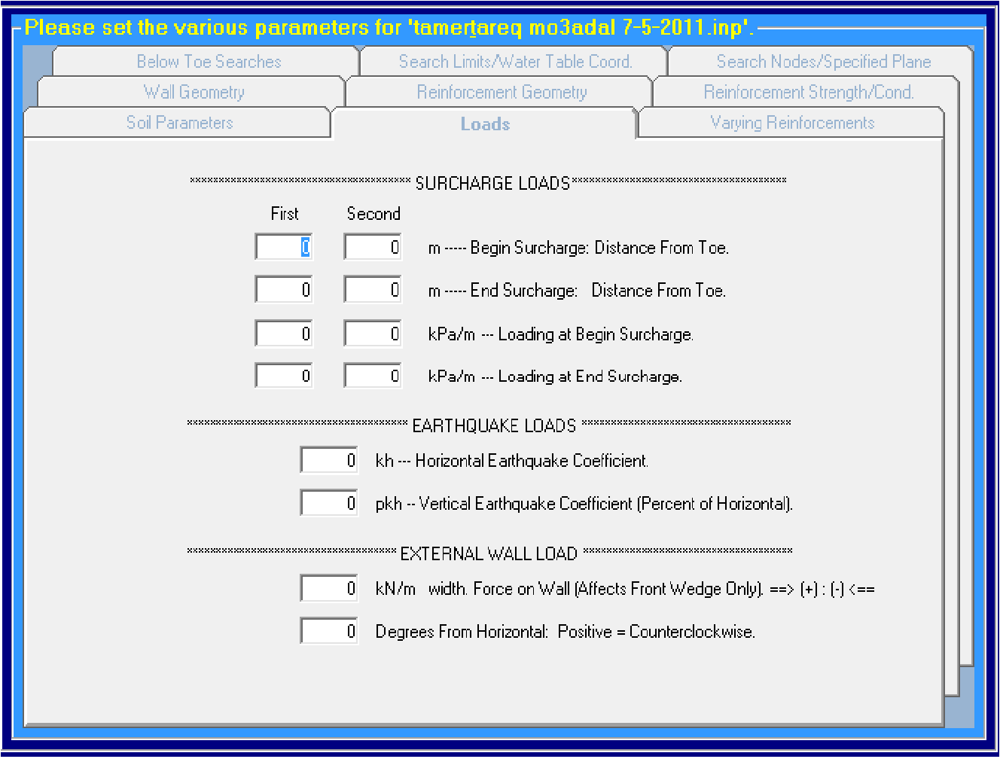 Please set the various parameters for 'tamertareq mo3adal 7-5-2011.inp'.
Below Toe Searches Search Limits/Water Table Coord. Search Nodes/Specified Plane
Wall Geometry Reinforcement Geometry Reinforcement Strength/Cond.
Soil Parameters Loads Varying Reinforcements
SURCHARGE LOADS
First Second
0 0 m ----- Begin Surcharge: Distance From Toe.
0 0 m ----- End Surcharge: Distance From Toe.
0 0 kPa/m --- Loading at Begin Surcharge.
0 0 kPa/m --- Loading at End Surcharge.
EARTHQUAKE LOADS
0 kh --- Horizontal Earthquake Coefficient.
0 pkh -- Vertical Earthquake Coefficient (Percent of Horizontal).
EXTERNAL WALL LOAD
0 kN/m width. Force on Wall (Affects Front Wedge Only). ==> (+) : (-) <==
0 Degrees From Horizontal: Positive = Counterclockwise.